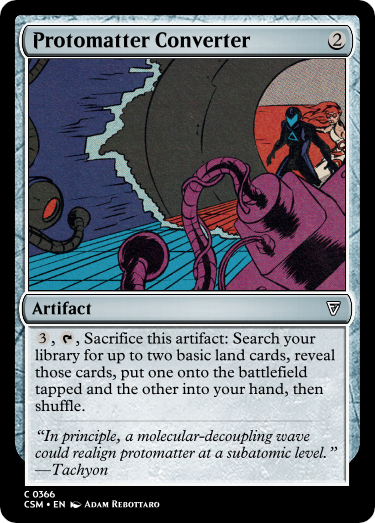 Protomatter Converter 2
Artifact
3, T, Sacrifice this artifact: Search your
library for up to two basic land cards, reveal
those cards, put one onto the battlefield
tapped and the other into your hand, then
shuffle.
“In principle, a molecular-decoupling wave
could realign protomatter at a subatomic level.”
—Tachyon
C 0366
CSM • EN Adam Rebottaro